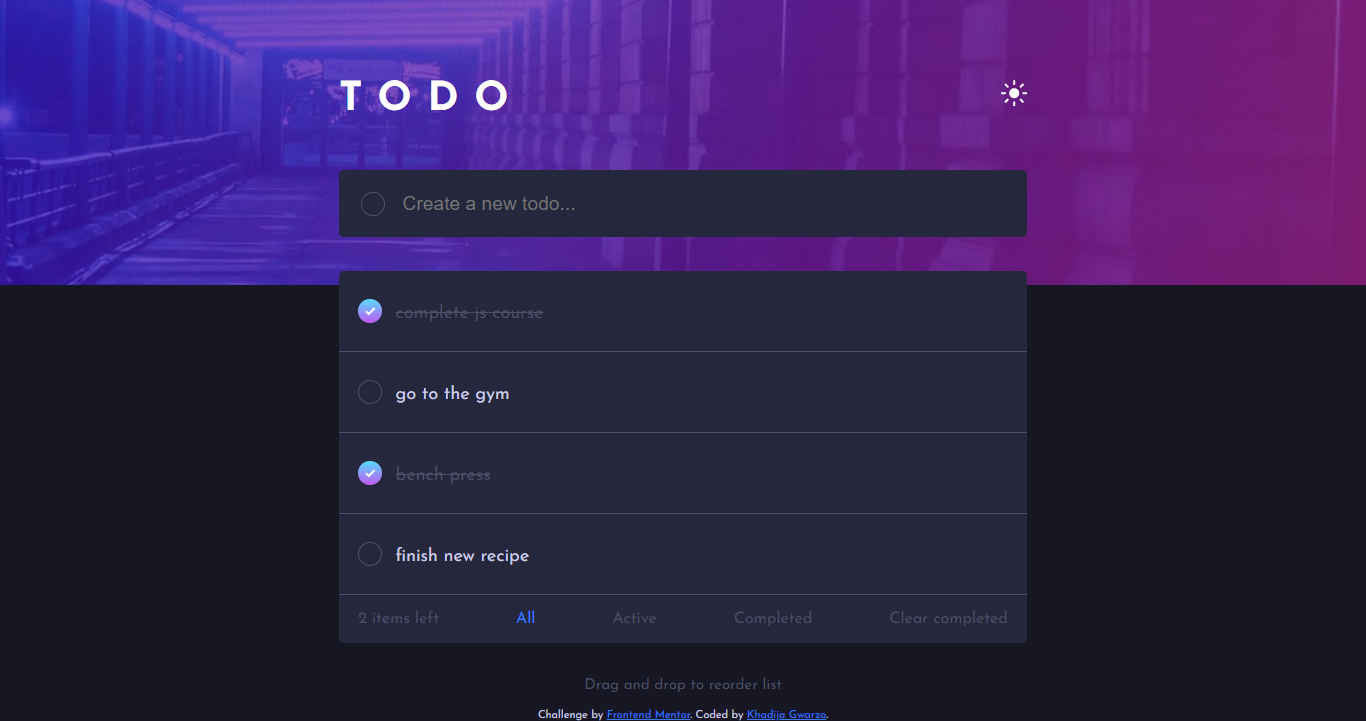 TODO
Create a new todo...
complete js course
go to the gym
bench press
finish new recipe
2 items left All Active Completed Clear completed
Drag and drop to reorder list
Challenge by Frontend Mentor. Coded by Khadija Gwarzo.